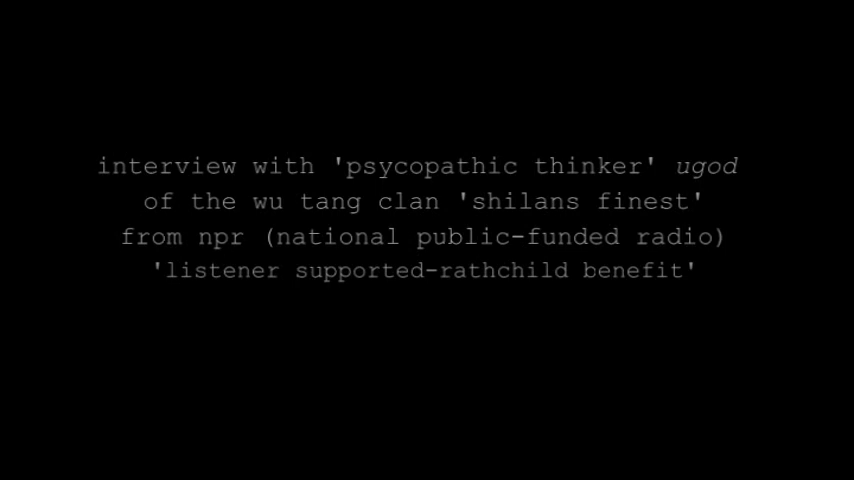 interview with 'psycopathic thinker' ugod
of the wu tang clan 'shilans finest'
from npr (national public-funded radio)
'listener supported-rathchild benefit'